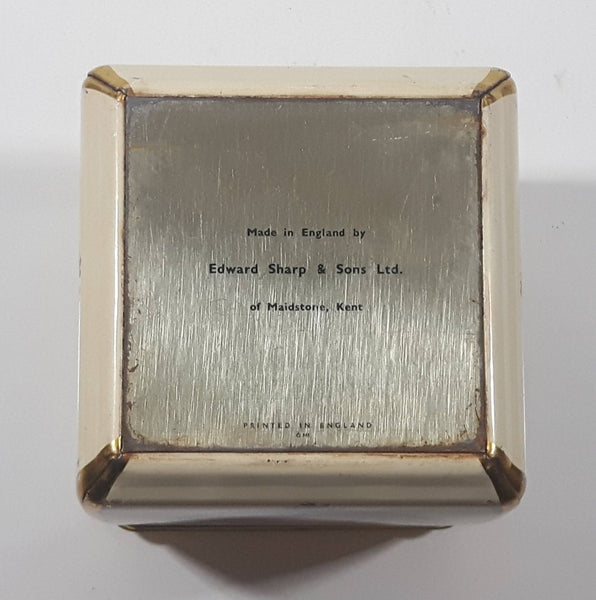 Made in England by
Edward Sharp & Sons Ltd.
of Maidstone, Kent
PRINTED IN ENGLAND